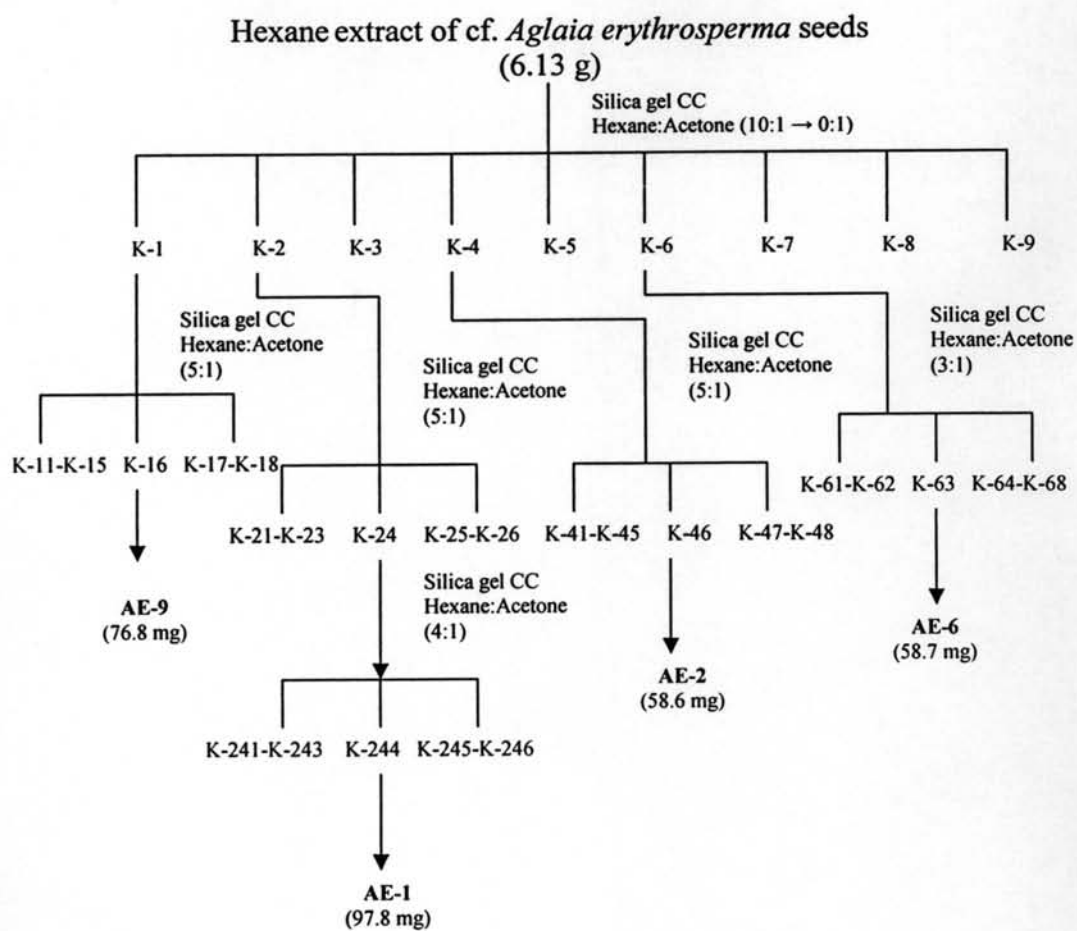 Hexane extract of cf. Aglaia erythrosperma seeds
(6.13 g)
Silica gel CC
Hexane:Acetone (10:1 → 0:1)
K-1
K-2
K-3
K-4
K-5
K-6
K-7
K-8
K-9
Silica gel CC
Hexane:Acetone
(5:1)
Silica gel CC
Hexane:Acetone
(5:1)
Silica gel CC
Hexane:Acetone
(5:1)
Silica gel CC
Hexane:Acetone
(3:1)
K-11-K-15
K-16
K-17-K-18
K-21-K-23
K-24
K-25-K-26
K-41-K-45
K-46
K-47-K-48
K-61-K-62
K-63
K-64-K-68
AE-9
(76.8 mg)
Silica gel CC
Hexane:Acetone
(4:1)
AE-2
(58.6 mg)
AE-6
(58.7 mg)
K-241-K-243
K-244
K-245-K-246
AE-1
(97.8 mg)